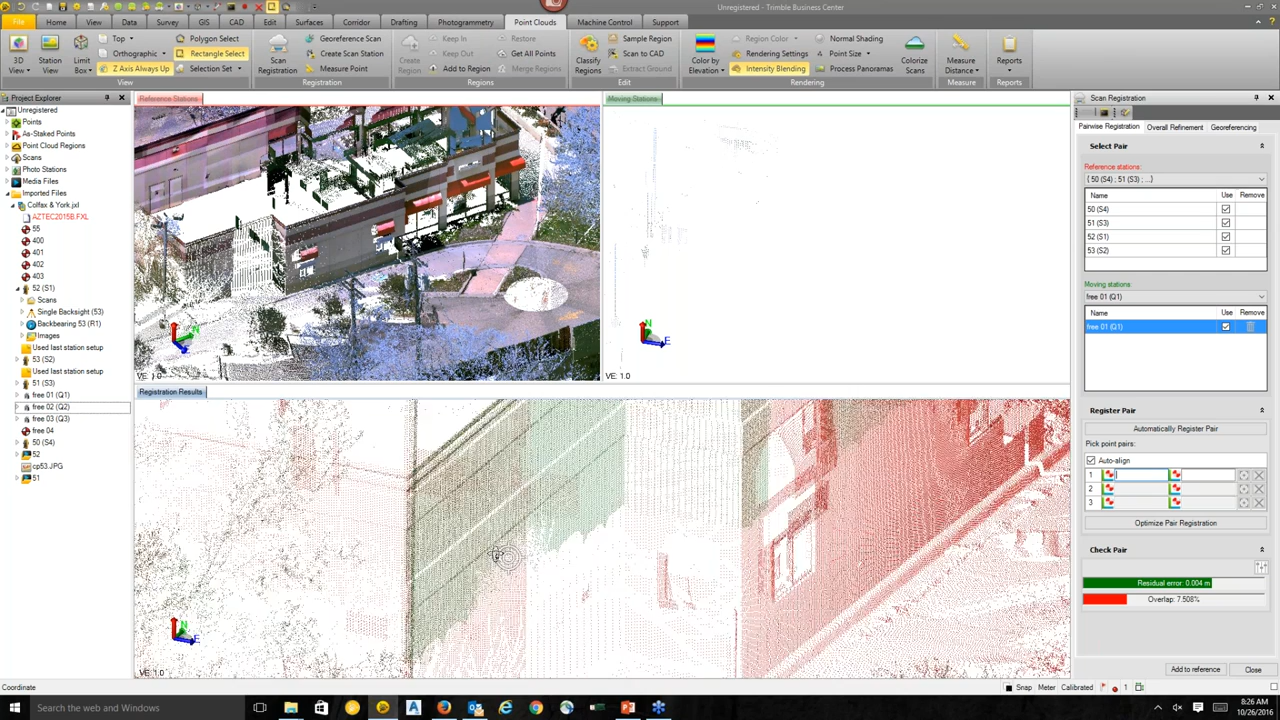 Unregistered - Trimble Business Center
File Home View Data Survey GIS CAD Edit Surfaces Corridor Drafting Photogrammetry Point Clouds Machine Control Support
Top Polygon Select Georeference Scan Keep In Restore Sample Region Region Color Normal Shading
Orthographic Rectangle Select Create Scan Station Keep Out Get All Points Scan to CAD Rendering Settings Point Size
3D View Station View Limit Box Z Axis Always Up Selection Set Scan Registration Measure Point Create Region Add to Region Merge Regions Classify Regions Extract Ground Color by Elevation Intensity Blending Process Panoramas Colorize Scans Measure Distance Reports
View Registration Regions Edit Rendering Measure Reports
Project Explorer
Unregistered
Points
As-Staked Points
Point Cloud Regions
Scans
Photo Stations
Media Files
Imported Files
Colfax & York.jxl
AZTEC2015B.FXL
55
400
401
402
403
52 (S1)
Scans
Single Backsight (53)
Backbearing 53 (R1)
Images
Used last station setup
53 (S2)
Used last station setup
51 (S3)
free 01 (Q1)
free 02 (Q2)
free 03 (Q3)
free 04
50 (S4)
52
cp53.JPG
51
Reference Stations
N
VE: 1.0
Moving Stations
N
E
VE: 1.0
Registration Results
N
E
VE: 1.0
Scan Registration
Pairwise Registration Overall Refinement Georeferencing
Select Pair
Reference stations:
{ 50 (S4) ; 51 (S3) ; ...}
Name Use Remove
50 (S4)
51 (S3)
52 (S1)
53 (S2)
Moving stations:
free 01 (Q1)
Name Use Remove
free 01 (Q1)
Register Pair
Automatically Register Pair
Pick point pairs:
Auto-align
1
2
3
Optimize Pair Registration
Check Pair
Residual error: 0.004 m
Overlap: 7.508%
Add to reference Close
Coordinate Snap Meter Calibrated 1
Search the web and Windows
8:26 AM
10/26/2016